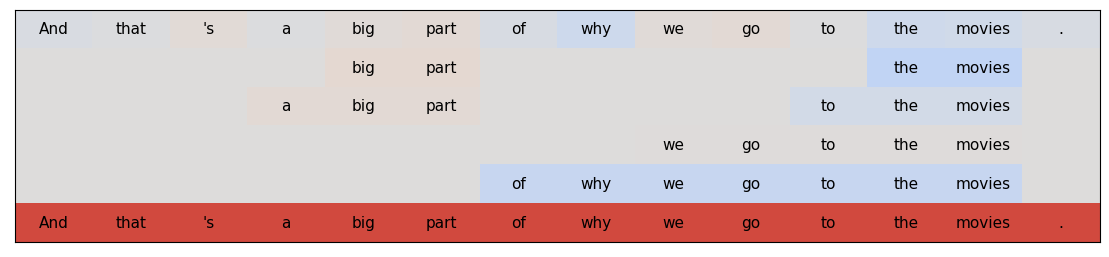 And that 's a big part of why we go to the movies .
big part the movies
a big part to the movies
we go to the movies
of why we go to the movies
And that 's a big part of why we go to the movies .